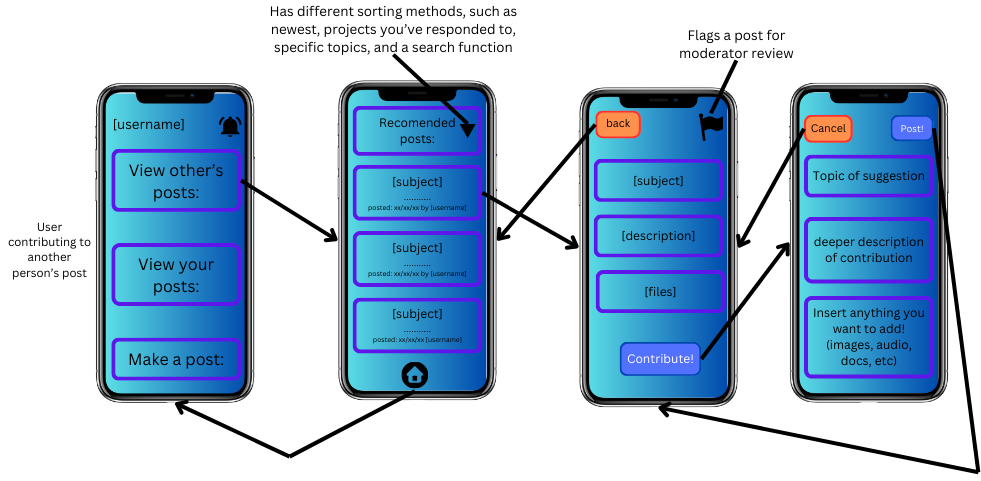 Has different sorting methods, such as
newest, projects you've responded to,
specific topics, and a search function
Flags a post for
moderator review
User
contributing to
another
person's post
[username]
View other's
posts:
View your
posts:
Make a post:
Recomended
posts:
[subject]
...........
posted: xx/xx/xx by [username]
[subject]
...........
posted: xx/xx/xx by [username]
[subject]
...........
posted: xx/xx/xxx [username]
back
[subject]
[description]
[files]
Contribute!
Cancel
Post!
Topic of suggestion
deeper description
of contribution
Insert anything you
want to add!
(images, audio,
docs, etc)